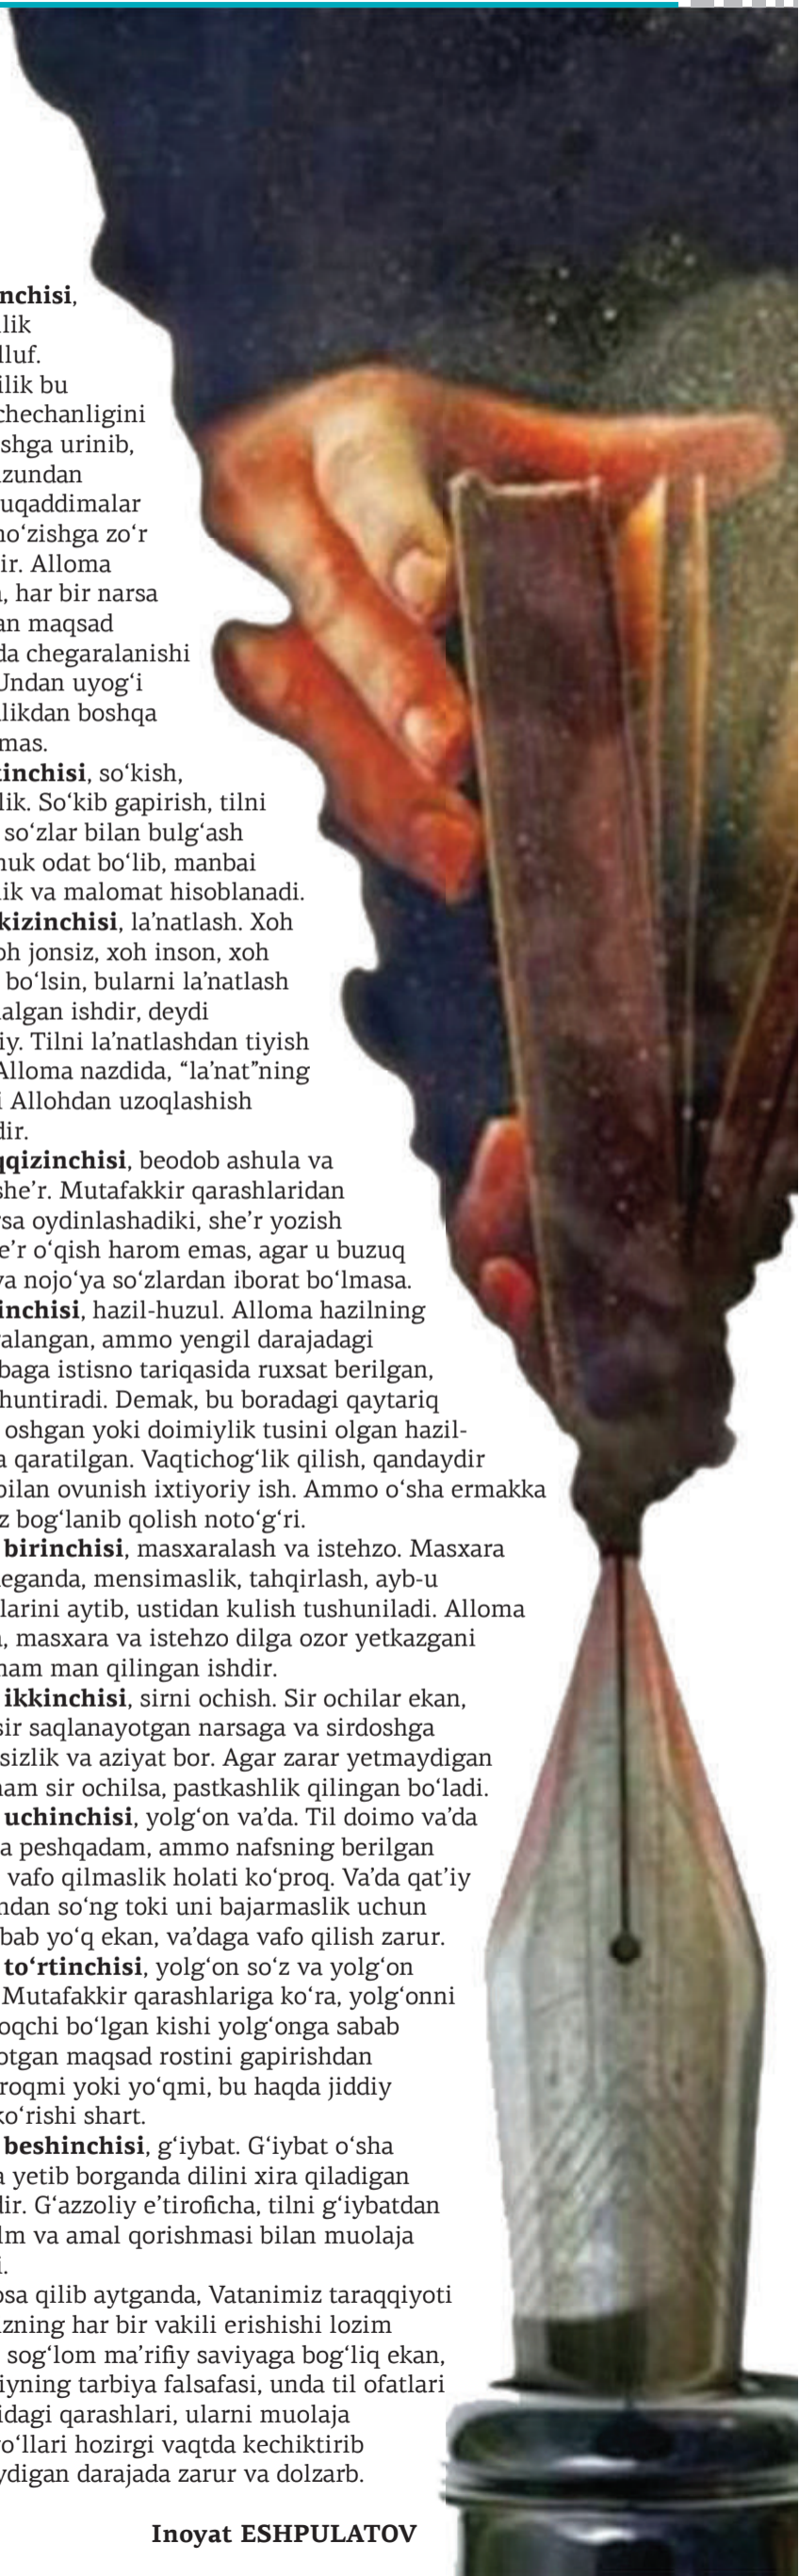 nchisi,
lik
lluf.
ilik bu
chechanligini
shga urinib,
zundan
uqaddimalar
no‘zishga zo‘r
ir. Alloma
, har bir narsa
an maqsad
da chegaralanishi
Undan uyog‘i
likdan boshqa
mas.
inchisi, so‘kish,
lik. So‘kib gapirish, tilni
so‘zlar bilan bulg‘ash
nuk odat bo‘lib, manbai
lik va malomat hisoblanadi.
kizinchisi, la’natlash. Xoh
oh jonsiz, xoh inson, xoh
bo‘lsin, bularni la’natlash
lalgan ishdir, deydi
iy. Tilni la’natlashdan tiyish
Alloma nazdida, “la’nat”ning
i Allohdan uzoqlashish
dir.
qqizinchisi, beodob ashula va
she’r. Mutafakkir qarashlaridan
rsa oydinlashadiki, she’r yozish
e’r o‘qish harom emas, agar u buzuq
va nojo‘ya so‘zlardan iborat bo‘lmasa.
inchisi, hazil-huzul. Alloma hazilning
ralangan, ammo yengil darajadagi
baga istisno tariqasida ruxsat berilgan,
huntiradi. Demak, bu boradagi qaytariq
oshgan yoki doimiylik tusini olgan hazil-
a qaratilgan. Vaqtichog‘lik qilish, qandaydir
bilan ovunish ixtiyoriy ish. Ammo o‘sha ermakka
z bog‘lanib qolish noto‘g‘ri.
birinchisi, masxaralash va istehzo. Masxara
eganda, mensimaslik, tahqirlash, ayb-u
larini aytib, ustidan kulish tushuniladi. Alloma
, masxara va istehzo dilga ozor yetkazgani
ham man qilingan ishdir.
ikkinchisi, sirni ochish. Sir ochilar ekan,
sir saqlanayotgan narsaga va sirdoshga
sizlik va aziyat bor. Agar zarar yetmaydigan
ham sir ochilsa, pastkashlik qilingan bo‘ladi.
uchinchisi, yolg‘on va’da. Til doimo va’da
a peshqadam, ammo nafsning berilgan
vafo qilmaslik holati ko‘proq. Va’da qat’iy
ndan so‘ng toki uni bajarmaslik uchun
bab yo‘q ekan, va’daga vafo qilish zarur.
to‘rtinchisi, yolg‘on so‘z va yolg‘on
Mutafakkir qarashlariga ko‘ra, yolg‘onni
oqchi bo‘lgan kishi yolg‘onga sabab
otgan maqsad rostini gapirishdan
roqmi yoki yo‘qmi, bu haqda jiddiy
ko‘rishi shart.
beshinchisi, g‘iybat. G‘iybat o‘sha
a yetib borganda dilini xira qiladigan
dir. G‘azzoliy e’tiroficha, tilni g‘iybatdan
lm va amal qorishmasi bilan muolaja
i.
osa qilib aytganda, Vatanimiz taraqqiyoti
izning har bir vakili erishishi lozim
sog‘lom ma’rifiy saviyaga bog‘liq ekan,
iyning tarbiya falsafasi, unda til ofatlari
idagi qarashlari, ularni muolaja
o‘llari hozirgi vaqtda kechiktirib
ydigan darajada zarur va dolzarb.
Inoyat ESHPULATOV